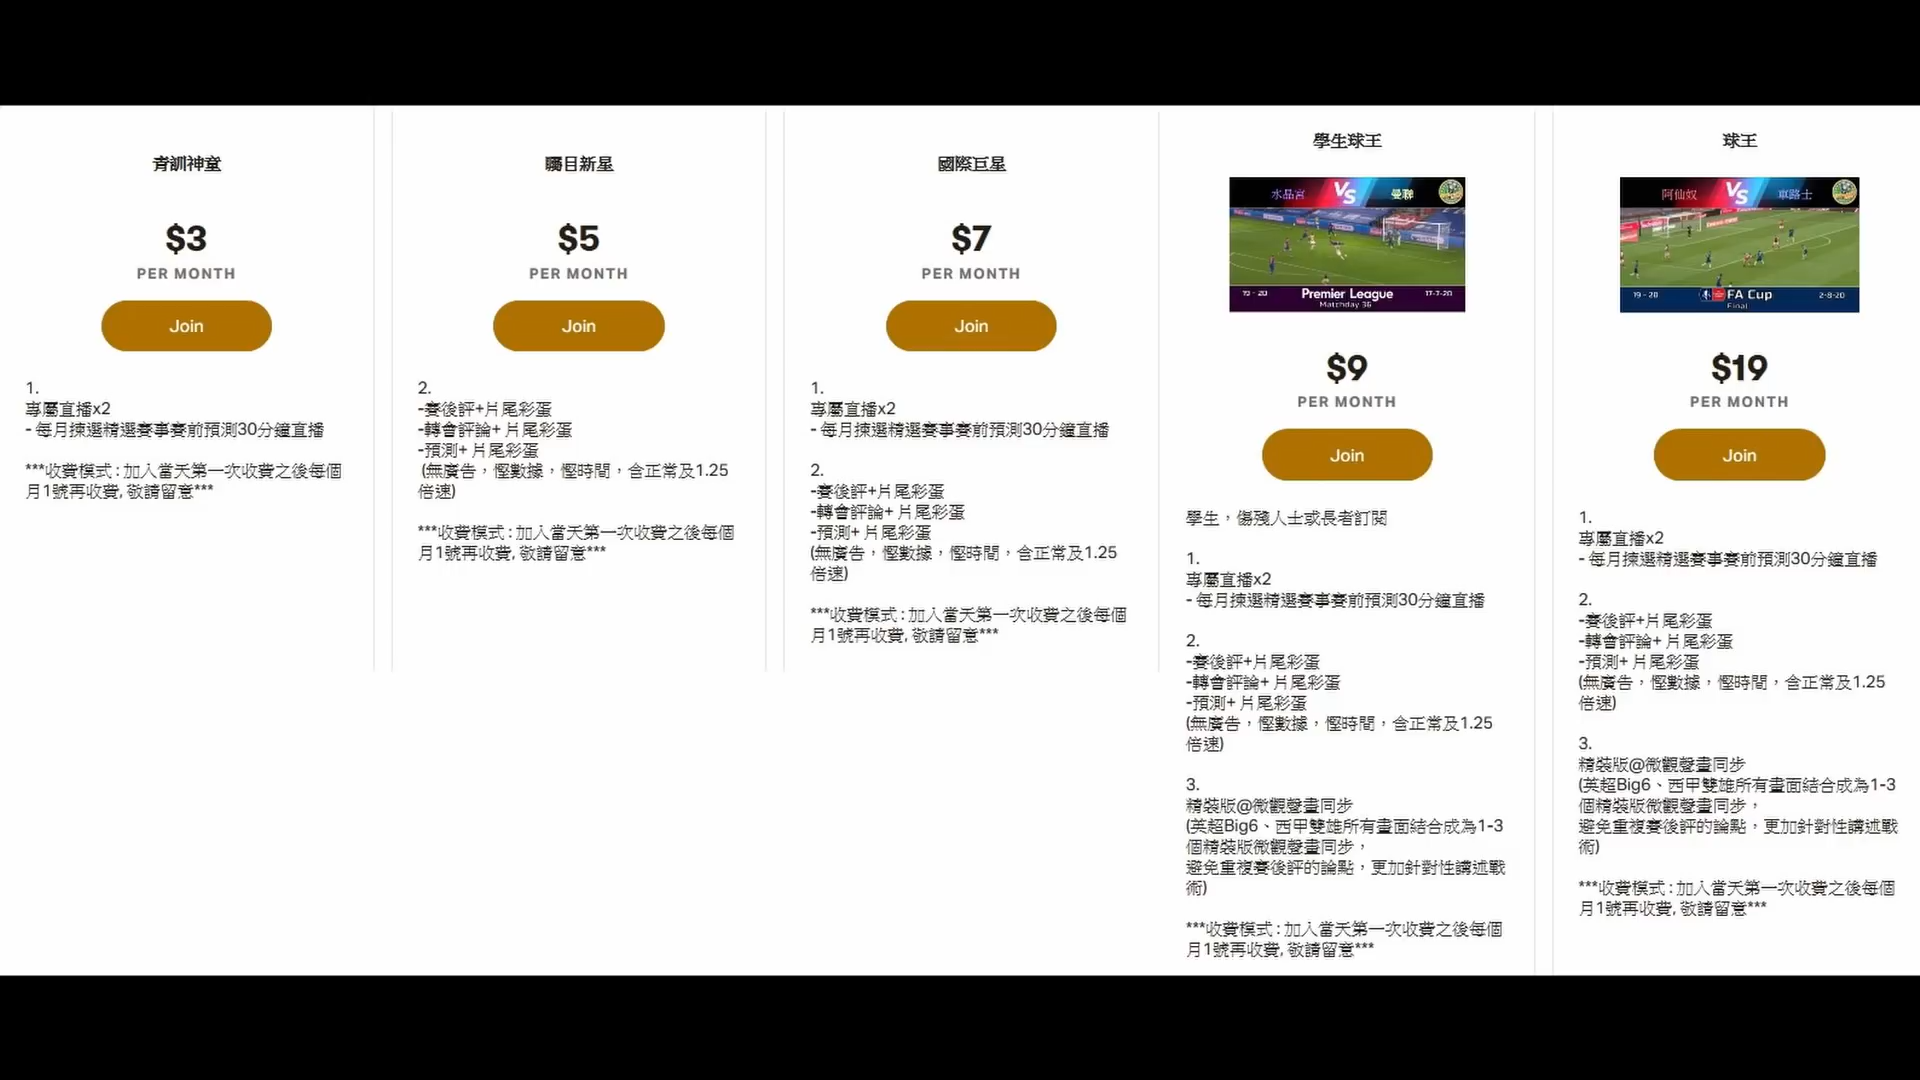 青訓神童
$3
PER MONTH
Join
1.
專屬直播x2
- 每月揀選精選賽事賽前預測30分鐘直播
***收費模式 : 加入當天第一次收費之後每個
月1號再收費, 敬請留意***
矚目新星
$5
PER MONTH
Join
2.
-賽後評+片尾彩蛋
-轉會評論+ 片尾彩蛋
-預測+ 片尾彩蛋
(無廣告，慳數據，慳時間，含正常及1.25
倍速)
***收費模式 : 加入當天第一次收費之後每個
月1號再收費, 敬請留意***
國際巨星
$7
PER MONTH
Join
1.
專屬直播x2
- 每月揀選精選賽事賽前預測30分鐘直播
2.
-賽後評+片尾彩蛋
-轉會評論+ 片尾彩蛋
-預測+ 片尾彩蛋
(無廣告，慳數據，慳時間，含正常及1.25
倍速)
***收費模式 : 加入當天第一次收費之後每個
月1號再收費, 敬請留意***
學生球王
水晶宮 VS 曼聯
19 - 20 Premier League 17-7-20
Matchday 36
$9
PER MONTH
Join
學生，傷殘人士或長者訂閱
1.
專屬直播x2
- 每月揀選精選賽事賽前預測30分鐘直播
2.
-賽後評+片尾彩蛋
-轉會評論+ 片尾彩蛋
-預測+ 片尾彩蛋
(無廣告，慳數據，慳時間，含正常及1.25
倍速)
3.
精裝版@微觀聲畫同步
(英超Big6、西甲雙雄所有畫面結合成為1-3
個精裝版微觀聲畫同步，
避免重複賽後評的論點，更加針對性講述戰
術)
***收費模式 : 加入當天第一次收費之後每個
月1號再收費, 敬請留意***
球王
阿仙奴 VS 車路士
19 - 20 FA Cup 2-8-20
Final
$19
PER MONTH
Join
1.
專屬直播x2
- 每月揀選精選賽事賽前預測30分鐘直播
2.
-賽後評+片尾彩蛋
-轉會評論+ 片尾彩蛋
-預測+ 片尾彩蛋
(無廣告，慳數據，慳時間，含正常及1.25
倍速)
3.
精裝版@微觀聲畫同步
(英超Big6、西甲雙雄所有畫面結合成為1-3
個精裝版微觀聲畫同步，
避免重複賽後評的論點，更加針對性講述戰
術)
***收費模式 : 加入當天第一次收費之後每個
月1號再收費, 敬請留意***